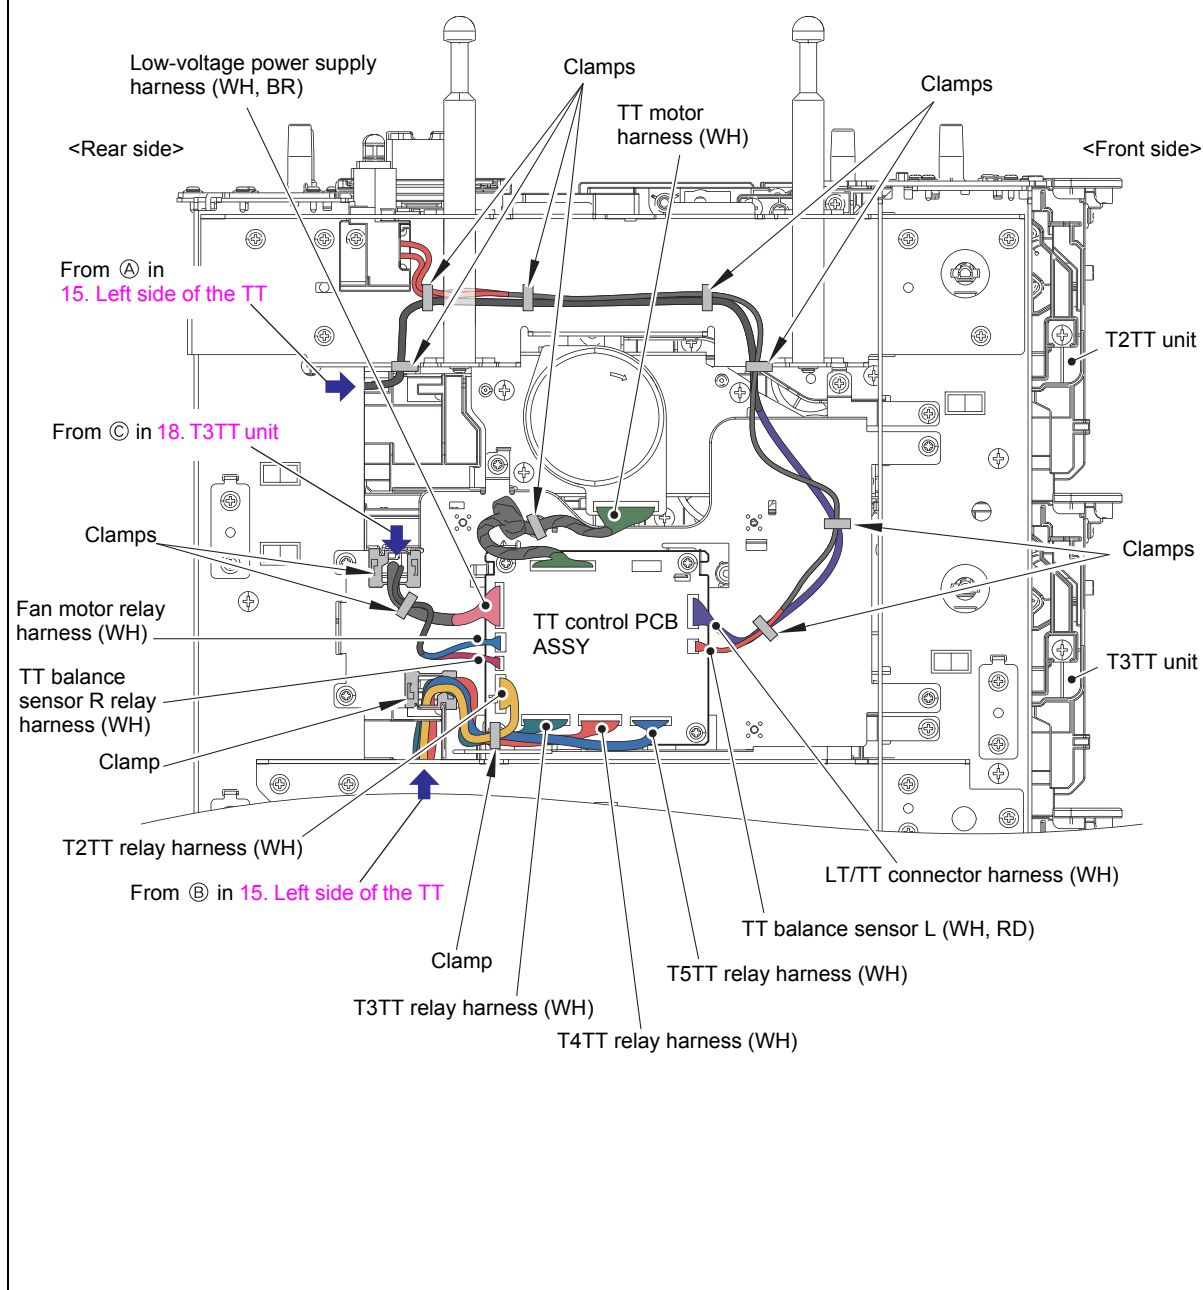 Low-voltage power supply
harness (WH, BR)
Clamps
TT motor
harness (WH)
Clamps
<Rear side>
<Front side>
From Ⓐ in
15. Left side of the TT
T2TT unit
From Ⓒ in 18. T3TT unit
Clamps
Clamps
Fan motor relay
harness (WH)
TT control PCB
ASSY
TT balance
sensor R relay
harness (WH)
T3TT unit
Clamp
T2TT relay harness (WH)
From Ⓑ in 15. Left side of the TT
LT/TT connector harness (WH)
TT balance sensor L (WH, RD)
Clamp
T5TT relay harness (WH)
T3TT relay harness (WH)
T4TT relay harness (WH)